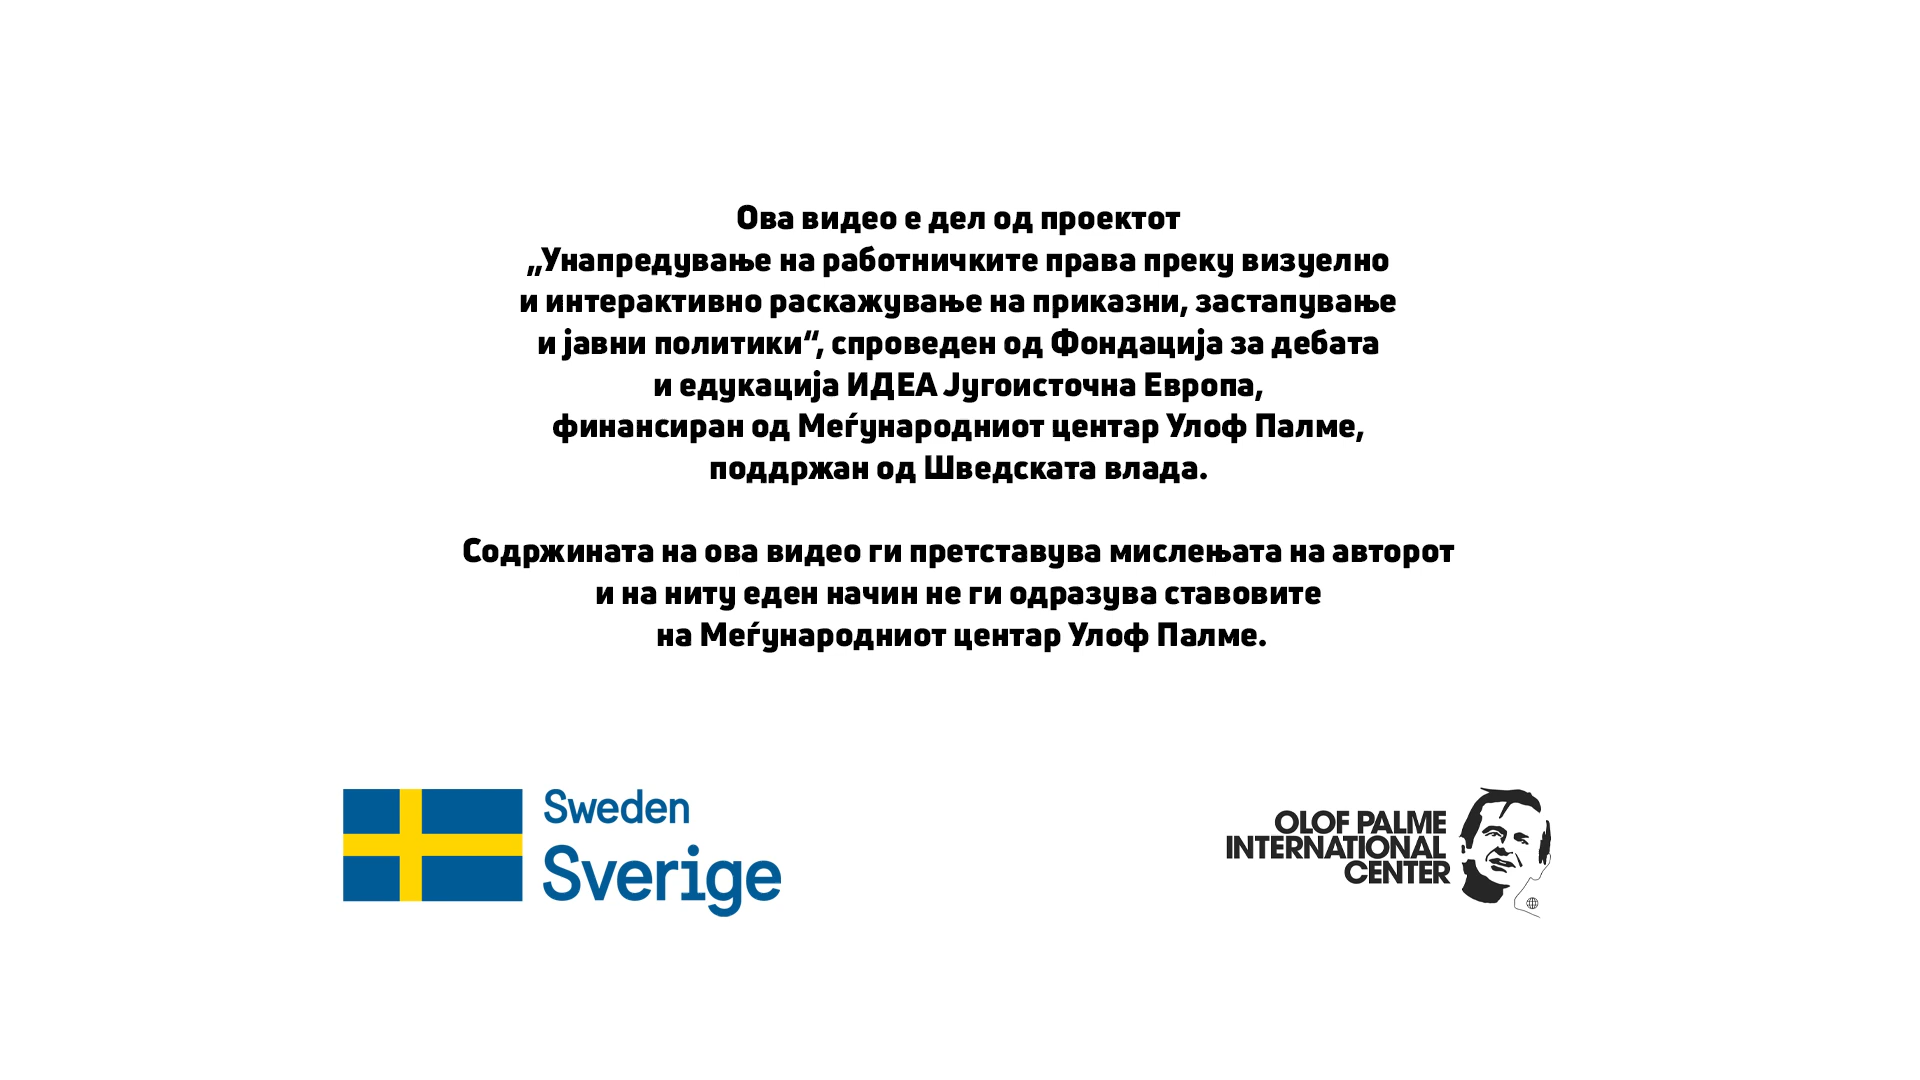 Ова видео е дел од проектот
„Унапредување на работничките права преку визуелно
и интерактивно раскажување на приказни, застапување
и јавни политики“, спроведен од Фондација за дебата
и едукација ИДЕА Југоисточна Европа,
финансиран од Меѓународниот центар Улоф Палме,
поддржан од Шведската влада.
Содржината на ова видео ги претставува мислењата на авторот
и на ниту еден начин не ги одразува ставовите
на Меѓународниот центар Улоф Палме.
Sweden
Sverige
OLOF PALME
INTERNATIONAL
CENTER